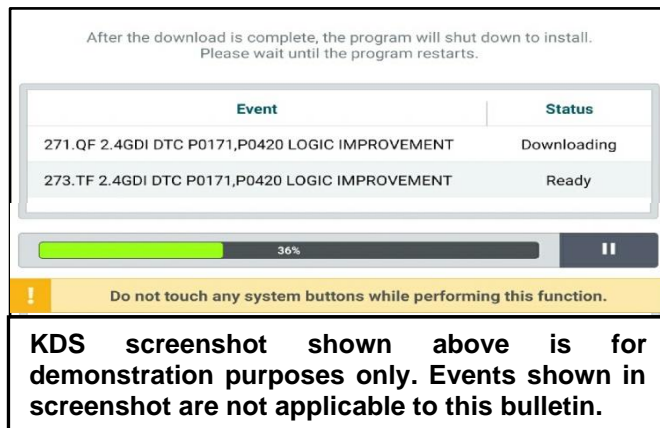 After the download is complete, the program will shut down to install.
Please wait until the program restarts.
Event Status
271.QF 2.4GDI DTC P0171,P0420 LOGIC IMPROVEMENT Downloading
273.TF 2.4GDI DTC P0171,P0420 LOGIC IMPROVEMENT Ready
36%
! Do not touch any system buttons while performing this function.
KDS screenshot shown above is for
demonstration purposes only. Events shown in
screenshot are not applicable to this bulletin.